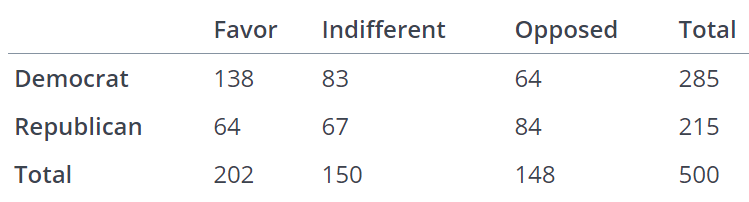 Favor Indifferent Opposed Total
Democrat 138 83 64 285
Republican 64 67 84 215
Total 202 150 148 500